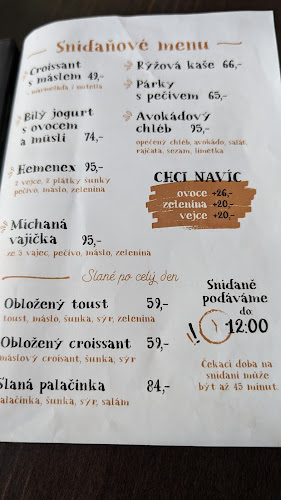 Snídaňové menu
Croissant
s máslem 49,-
+ marmeláda / nutella
Bílý jogurt
s ovocem
a müsli 74,-
Hemenex 95,-
2 vejce, 2 plátky šunky
pečivo, máslo, zelenina
Míchaná
vajíčka 95,-
ze 3 vajec, pečivo, máslo, zelenina
Rýžová kaše 66,-
Párky
s pečivem 65,-
Avokádový
chléb 95,-
opečený chléb, avokádo, salát,
rajčata, sezam, limetka
CHCI NAVÍC
ovoce +26,-
zelenina +20,-
vejce +20,-
Slané po celý den
Obložený toust 59,-
toust, máslo, šunka, sýr, zelenina
Obložený croissant 59,-
máslový croisant, šunka, sýr
Slaná palačinka 84,-
palačinka, šunka, sýr, salám
Snídaně
podáváme
do:
12:00
Čekací doba na
snídani může
být až 45 minut.